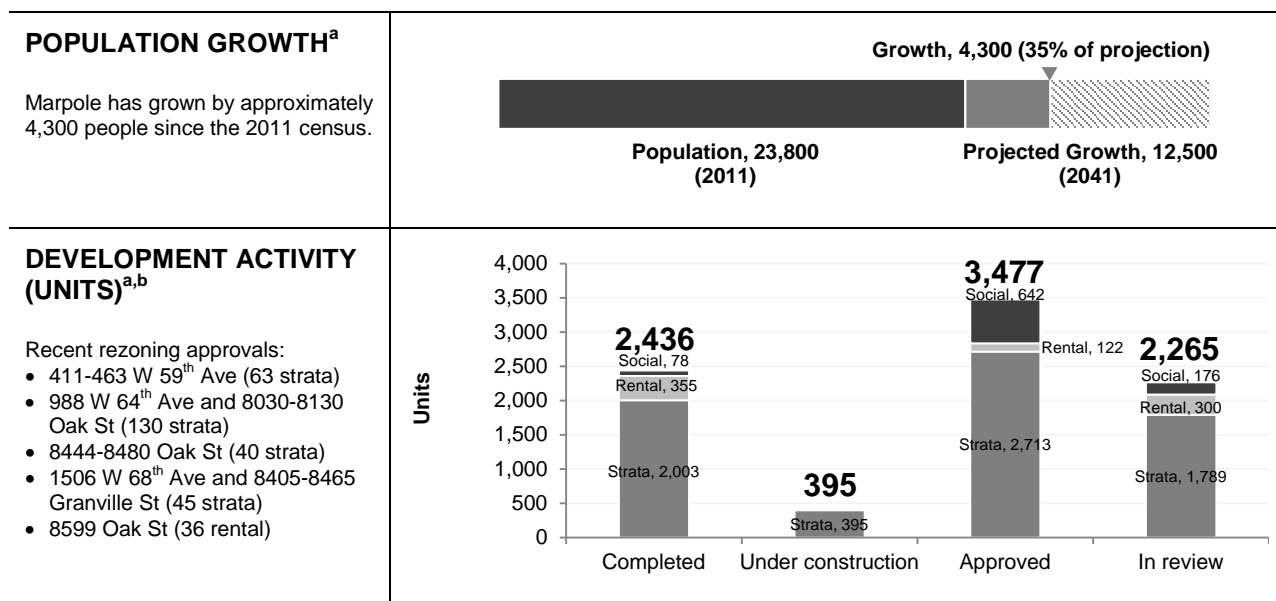 POPULATION GROWTHa
Marpole has grown by approximately
4,300 people since the 2011 census.
Growth, 4,300 (35% of projection)
Population, 23,800
(2011)
Projected Growth, 12,500
(2041)
DEVELOPMENT ACTIVITY
(UNITS)a,b
Recent rezoning approvals:
• 411-463 W 59th Ave (63 strata)
• 988 W 64th Ave and 8030-8130
Oak St (130 strata)
• 8444-8480 Oak St (40 strata)
• 1506 W 68th Ave and 8405-8465
Granville St (45 strata)
• 8599 Oak St (36 rental)
Units
4,000
3,500
3,000
2,500
2,000
1,500
1,000
500
0
2,436
Social, 78
Rental, 355
Strata, 2,003
Completed
395
Strata, 395
Under construction
3,477
Social, 642
Rental, 122
Strata, 2,713
Approved
2,265
Social, 176
Rental, 300
Strata, 1,789
In review